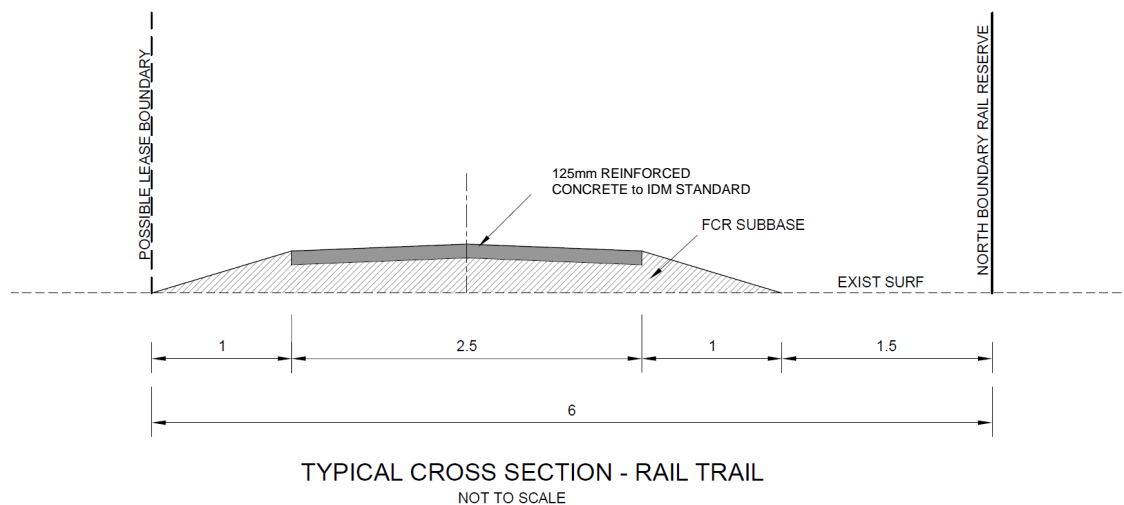 POSSIBLE LEASE BOUNDARY
NORTH BOUNDARY RAIL RESERVE
125mm REINFORCED
CONCRETE to IDM STANDARD
FCR SUBBASE
EXIST SURF
1
2.5
1
1.5
6
TYPICAL CROSS SECTION - RAIL TRAIL
NOT TO SCALE